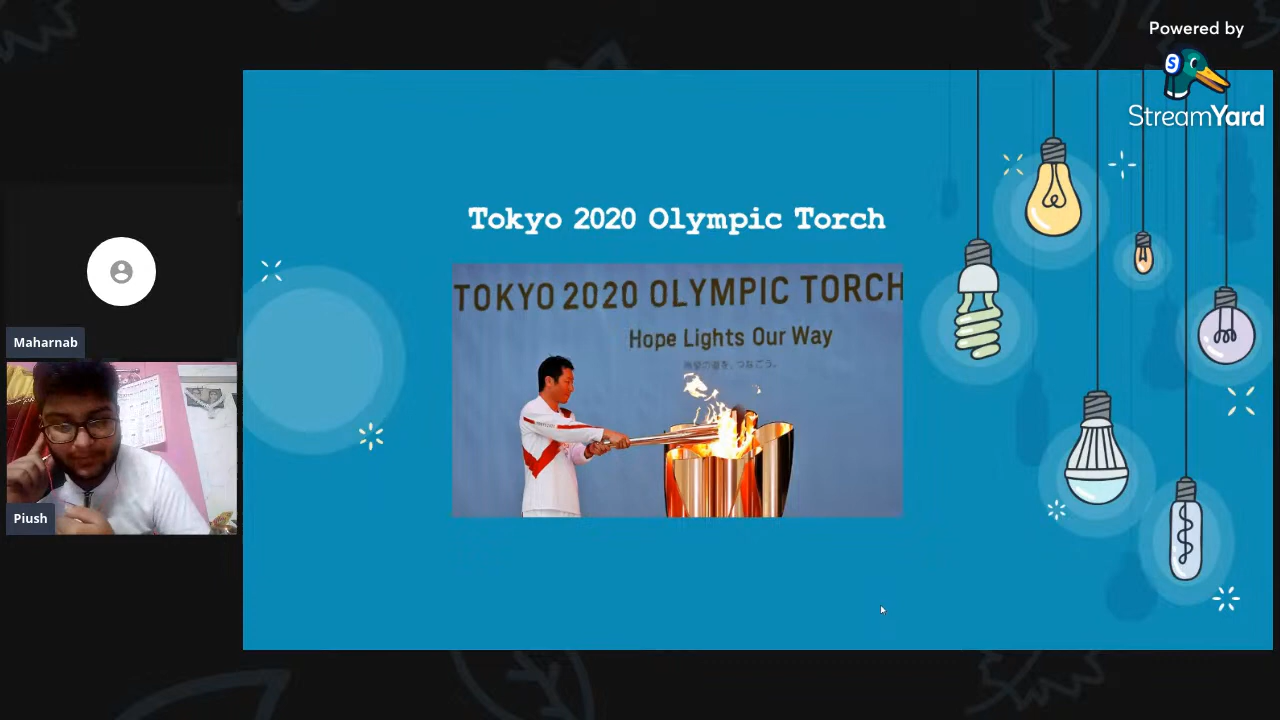 Powered by
StreamYard
Tokyo 2020 Olympic Torch
TOKYO 2020 OLYMPIC TORCH
Hope Lights Our Way
Maharnab
Piush